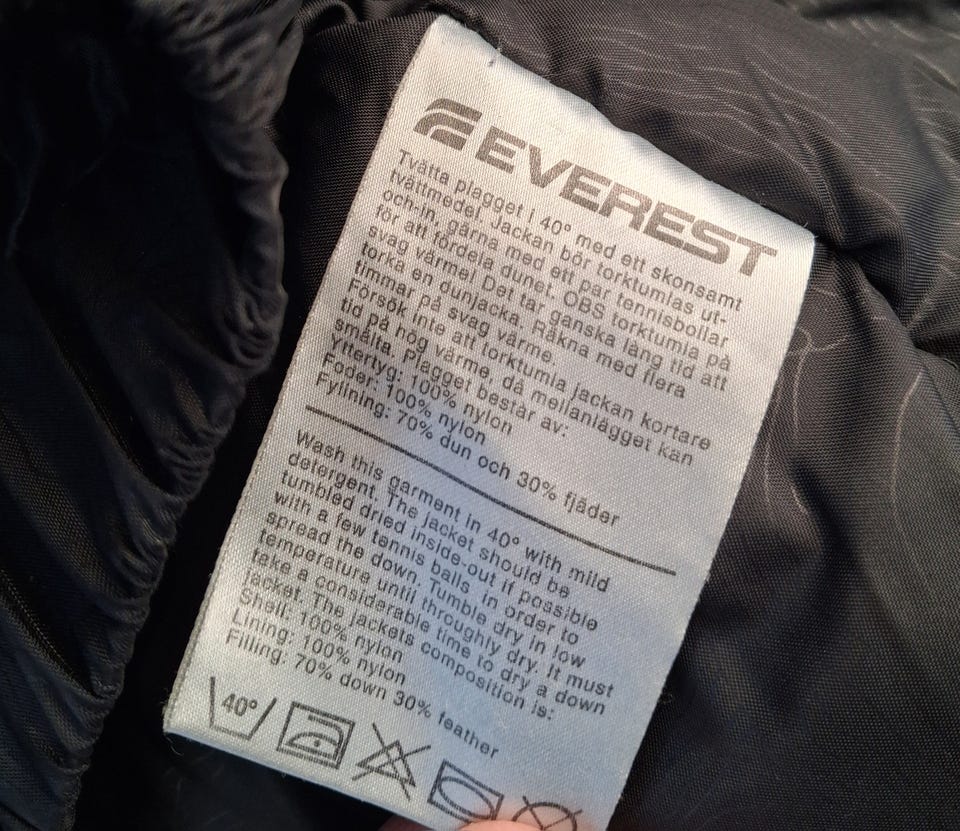 EVEREST
Tvätta plagget i 40° med ett skonsamt
tvättmedel. Jackan bör torktumlas ut-
och-in, gärna med ett par tennisbollar
för att fördela dunet. OBS torktumla på
svag värme! Det tar ganska lång tid att
torka en dunjacka. Räkna med flera
timmar på svag värme.
Försök inte att torktumla jackan kortare
tid på hög värme, då mellanlägget kan
smälta. Plagget består av:
Yttertyg: 100% nylon
Foder: 100% nylon
Fyllning: 70% dun och 30% fjäder
Wash this garment in 40° with mild
detergent. The jacket should be
tumbled dried inside-out if possible
with a few tennis balls, in order to
spread the down. Tumble dry in low
temperature until throughly dry. It must
take a considerable time to dry a down
jacket. The jackets composition is:
Shell: 100% nylon
Lining: 100% nylon
Filling: 70% down 30% feather
40°